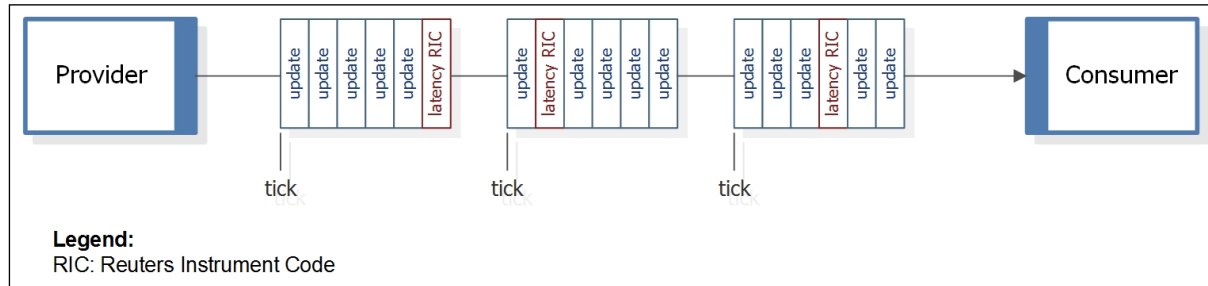 Provider
update update update update update latency RIC
update latency RIC update update update update
update update update latency RIC update update
Consumer
tick
tick
tick
Legend:
RIC: Reuters Instrument Code